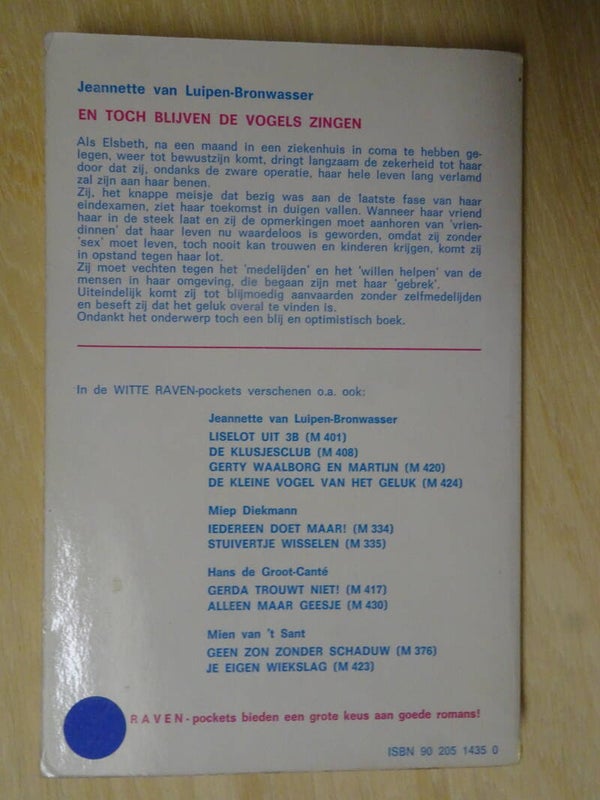 Jeannette van Luipen-Bronwasser
EN TOCH BLIJVEN DE VOGELS ZINGEN
Als Elsbeth, na een maand in een ziekenhuis in coma te hebben ge-
legen, weer tot bewustzijn komt, dringt langzaam de zekerheid tot haar
door dat zij, ondanks de zware operatie, haar hele leven lang verlamd
zal zijn aan haar benen.
Zij, het knappe meisje dat bezig was aan de laatste fase van haar
eindexamen, ziet haar toekomst in duigen vallen. Wanneer haar vriend
haar in de steek laat en zij de opmerkingen moet aanhoren van 'vrien-
dinnen' dat haar leven nu waardeloos is geworden, omdat zij zonder
'sex' moet leven, toch nooit kan trouwen en kinderen krijgen, komt zij
in opstand tegen haar lot.
Zij moet vechten tegen het 'medelijden' en het 'willen helpen' van de
mensen in haar omgeving, die begaan zijn met haar 'gebrek'.
Uiteindelijk komt zij tot blijmoedig aanvaarden zonder zelfmedelijden
en beseft zij dat het geluk overal te vinden is.
Ondankt het onderwerp toch een blij en optimistisch boek.
In de WITTE RAVEN-pockets verschenen o.a. ook:
Jeannette van Luipen-Bronwasser
LISELOT UIT 3B (M 401)
DE KLUSJESCLUB (M 408)
GERTY WAALBORG EN MARTIJN (M 420)
DE KLEINE VOGEL VAN HET GELUK (M 424)
Miep Diekmann
IEDEREEN DOET MAAR! (M 334)
STUIVERTJE WISSELEN (M 335)
Hans de Groot-Canté
GERDA TROUWT NIET! (M 417)
ALLEEN MAAR GEESJE (M 430)
Mien van 't Sant
GEEN ZON ZONDER SCHADUW (M 376)
JE EIGEN WIEKSLAG (M 423)
RAVEN-pockets bieden een grote keus aan goede romans!
ISBN 90 205 1435 0